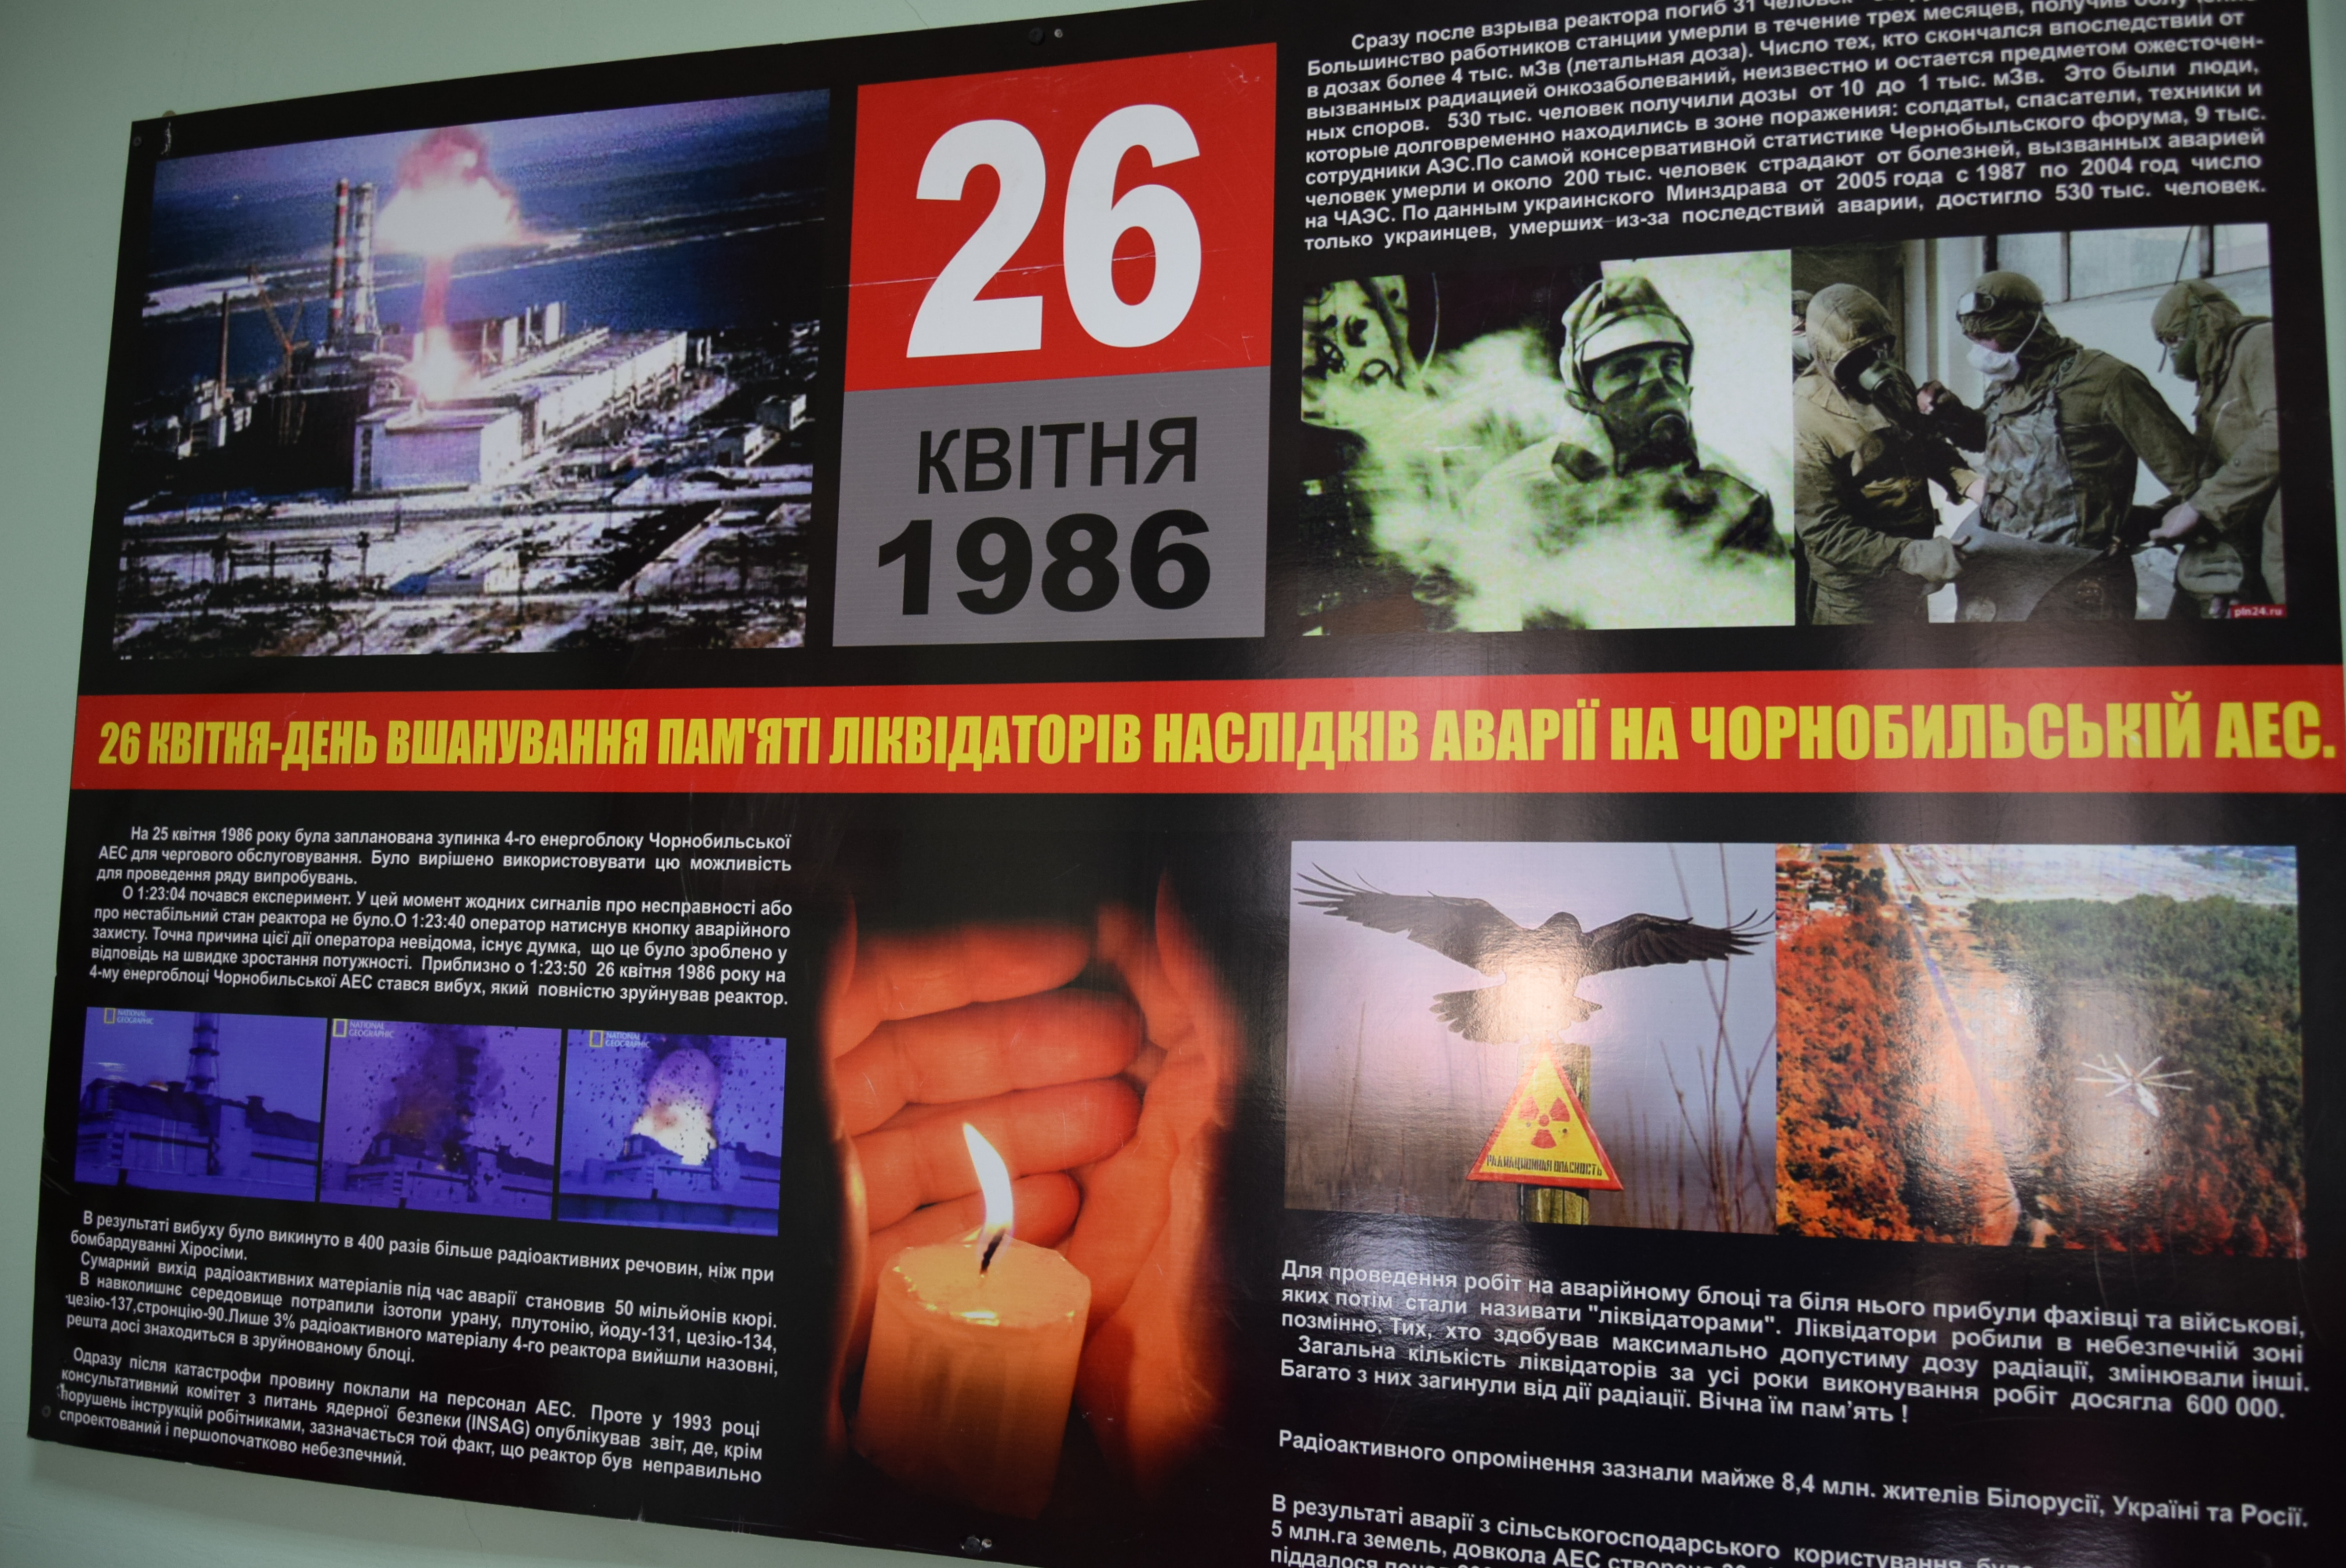 26
КВІТНЯ
1986
Сразу после взрыва реактора погиб 31 человек
Большинство работников станции умерли в течение трех месяцев, получив
в дозах более 4 тыс. мЗв (летальная доза). Число тех, кто скончался впоследствии от
вызванных радиацией онкозаболеваний, неизвестно и остается предметом ожесточен-
ных споров. 530 тыс. человек получили дозы от 10 до 1 тыс. мЗв. Это были люди,
которые долговременно находились в зоне поражения: солдаты, спасатели, техники и
сотрудники АЭС.По самой консервативной статистике Чернобыльского форума, 9 тыс.
человек умерли и около 200 тыс. человек страдают от болезней, вызванных аварией
на ЧАЭС. По данным украинского Минздрава от 2005 года с 1987 по 2004 год число
только украинцев, умерших из-за последствий аварии, достигло 530 тыс. человек.
pln24.ru
26 КВІТНЯ-ДЕНЬ ВШАНУВАННЯ ПАМ'ЯТІ ЛІКВІДАТОРІВ НАСЛІДКІВ АВАРІЇ НА ЧОРНОБИЛЬСЬКІЙ АЕС.
На 25 квітня 1986 року була запланована зупинка 4-го енергоблоку Чорнобильської
АЕС для чергового обслуговування. Було вирішено використовувати цю можливість
для проведення ряду випробувань.
О 1:23:04 почався експеримент. У цей момент жодних сигналів про несправності або
про нестабільний стан реактора не було.О 1:23:40 оператор натиснув кнопку аварійного
захисту. Точна причина цієї дії оператора невідома, існує думка, що це було зроблено у
відповідь на швидке зростання потужності. Приблизно о 1:23:50 26 квітня 1986 року на
4-му енергоблоці Чорнобильської АЕС стався вибух, який повністю зруйнував реактор.
NATIONAL
GEOGRAPHIC
NATIONAL
GEOGRAPHIC
NATIONAL
GEOGRAPHIC
В результаті вибуху було викинуто в 400 разів більше радіоактивних речовин, ніж при
бомбардуванні Хіросіми.
Сумарний вихід радіоактивних матеріалів під час аварії становив 50 мільйонів кюрі.
В навколишнє середовище потрапили ізотопи урану, плутонію, йоду-131, цезію-134,
цезію-137,стронцію-90.Лише 3% радіоактивного матеріалу 4-го реактора вийшли назовні,
решта досі знаходиться в зруйнованому блоці.
Одразу після катастрофи провину поклали на персонал АЕС. Проте у 1993 році
консультативний комітет з питань ядерної безпеки (INSAG) опублікував звіт, де, крім
порушень інструкцій робітниками, зазначається той факт, що реактор був неправильно
спроектований і першопочатково небезпечний.
РАДИАЦИОННАЯ ОПАСНОСТЬ
Для проведення робіт на аварійному блоці та біля нього прибули фахівці та військові,
яких потім стали називати "ліквідаторами". Ліквідатори робили в небезпечній зоні
позмінно. Тих, хто здобував максимально допустиму дозу радіації, змінювали інші.
Загальна кількість ліквідаторів за усі роки виконування робіт досягла 600 000.
Багато з них загинули від дії радіації. Вічна їм пам'ять !
Радіоактивного опромінення зазнали майже 8,4 млн. жителів Білорусії, Україні та Росії.
В результаті аварії з сільськогосподарського користування
5 млн.га земель, довкола АЕС створена
піддалося